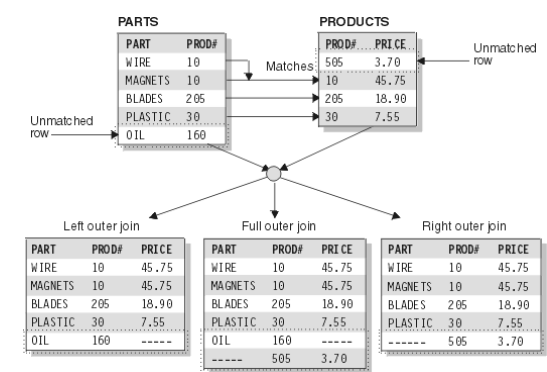 PARTS
PART PROD#
WIRE 10
MAGNETS 10
BLADES 205
PLASTIC 30
OIL 160
Unmatched
row
Matches
PRODUCTS
PROD# PRICE
505 3.70
10 45.75
205 18.90
30 7.55
Unmatched
row
Left outer join
PART PROD# PRICE
WIRE 10 45.75
MAGNETS 10 45.75
BLADES 205 18.90
PLASTIC 30 7.55
OIL 160 -----
Full outer join
PART PROD# PRICE
WIRE 10 45.75
MAGNETS 10 45.75
BLADES 205 18.90
PLASTIC 30 7.55
OIL 160 -----
----- 505 3.70
Right outer join
PART PROD# PRICE
WIRE 10 45.75
MAGNETS 10 45.75
BLADES 205 18.90
PLASTIC 30 7.55
------ 505 3.70